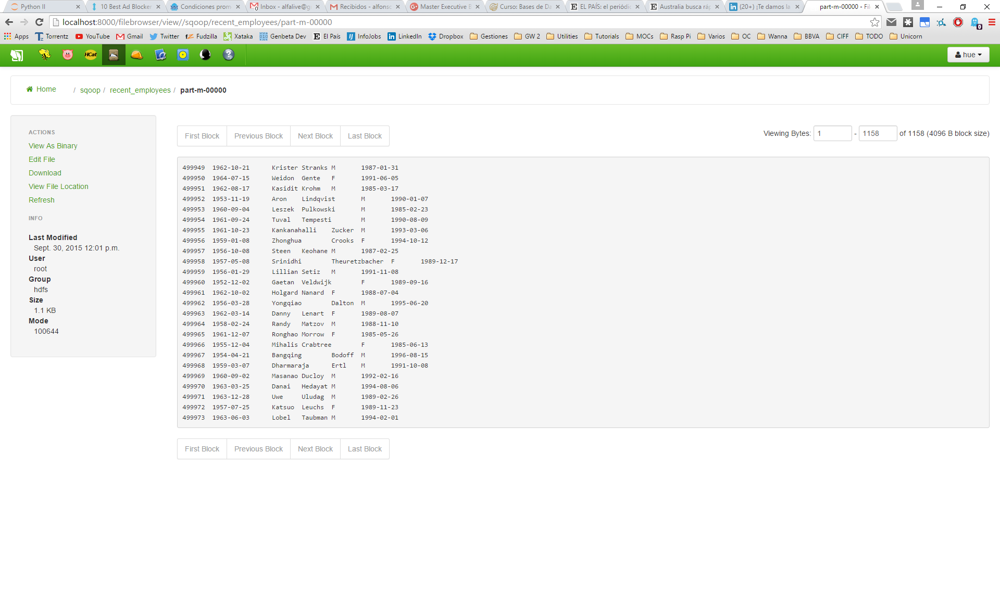 Python II
10 Best Ad Blocker
Condiciones prom
Inbox - alfalive@g
Recibidos - alfonso
Master Executive B
Curso: Bases de Da
EL PAÍS: el periódic
Australia busca ráp
(20+) ¡Te damos la
part-m-00000 - Fil
localhost:8000/filebrowser/view//sqoop/recent_employees/part-m-00000
Apps Torrentz YouTube Gmail Twitter Fudzilla Xataka Genbeta Dev El País InfoJobs LinkedIn Dropbox Gestiones GW 2 Utilities Tutorials MOCs Rasp Pi Varios OC Wanna BBVA CIFF TODO Unicorn
HCat
hue
Home / sqoop / recent_employees / part-m-00000
ACTIONS
View As Binary
Edit File
Download
View File Location
Refresh
INFO
Last Modified
Sept. 30, 2015 12:01 p.m.
User
root
Group
hdfs
Size
1.1 KB
Mode
100644
First Block Previous Block Next Block Last Block
Viewing Bytes: 1 - 1158 of 1158 (4096 B block size)
499949 1962-10-21 Krister Stranks M 1987-01-31
499950 1964-07-15 Weidon Gente F 1991-06-05
499951 1962-08-17 Kasidit Krohm M 1985-03-17
499952 1953-11-19 Aron Lindqvist M 1990-01-07
499953 1960-09-04 Leszek Pulkowski M 1985-02-23
499954 1961-09-24 Tuval Tempesti M 1990-08-09
499955 1961-10-23 Kankanahalli Zucker M 1993-03-06
499956 1959-01-08 Zhonghua Crooks F 1994-10-12
499957 1956-10-08 Steen Keohane M 1987-02-25
499958 1957-05-08 Srinidhi Theuretzbacher F 1989-12-17
499959 1956-01-29 Lillian Setiz M 1991-11-08
499960 1952-12-02 Gaetan Veldwijk F 1989-09-16
499961 1962-10-02 Holgard Nanard F 1988-07-04
499962 1956-03-28 Yongqiao Dalton M 1995-06-20
499963 1962-03-14 Danny Lenart F 1989-08-07
499964 1958-02-24 Randy Matzov M 1988-11-10
499965 1961-12-07 Ronghao Morrow F 1985-05-26
499966 1955-12-04 Mihalis Crabtree F 1985-06-13
499967 1954-04-21 Bangqing Bodoff M 1996-08-15
499968 1959-03-07 Dharmaraja Ertl M 1991-10-08
499969 1960-09-02 Masanao Ducloy M 1992-02-16
499970 1963-03-25 Danai Hedayat M 1994-08-06
499971 1963-12-28 Uwe Uludag M 1989-02-26
499972 1957-07-25 Katsuo Leuchs F 1989-11-23
499973 1963-06-03 Lobel Taubman M 1994-02-01
First Block Previous Block Next Block Last Block